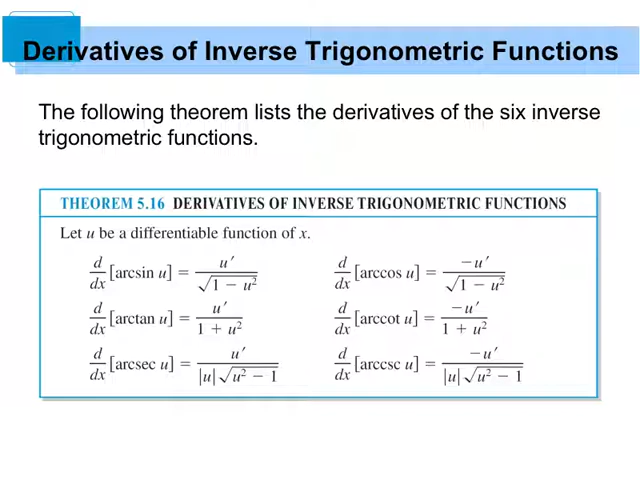 Derivatives of Inverse Trigonometric Functions
The following theorem lists the derivatives of the six inverse
trigonometric functions.
THEOREM 5.16 DERIVATIVES OF INVERSE TRIGONOMETRIC FUNCTIONS
Let u be a differentiable function of x.
d/dx [arcsin u] = u′/√(1 − u²)   d/dx [arccos u] = −u′/√(1 − u²)
d/dx [arctan u] = u′/(1 + u²)   d/dx [arccot u] = −u′/(1 + u²)
d/dx [arcsec u] = u′/(|u|√(u² − 1))   d/dx [arccsc u] = −u′/(|u|√(u² − 1))